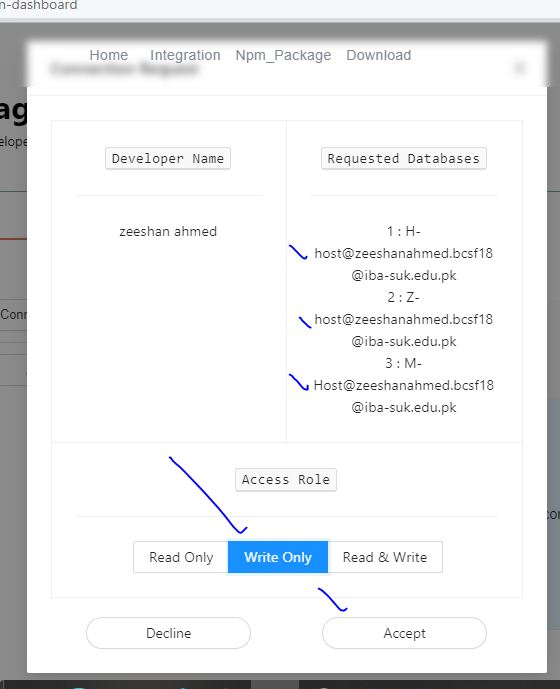 n-dashboard
Home Integration Npm_Package Download
Connection Request
ag
elope
Developer Name
Requested Databases
zeeshan ahmed
1 : H-
host@zeeshanahmed.bcsf18
@iba-suk.edu.pk
2 : Z-
host@zeeshanahmed.bcsf18
@iba-suk.edu.pk
3 : M-
Host@zeeshanahmed.bcsf18
@iba-suk.edu.pk
Conn
Access Role
con
Read Only Write Only Read & Write
Decline Accept